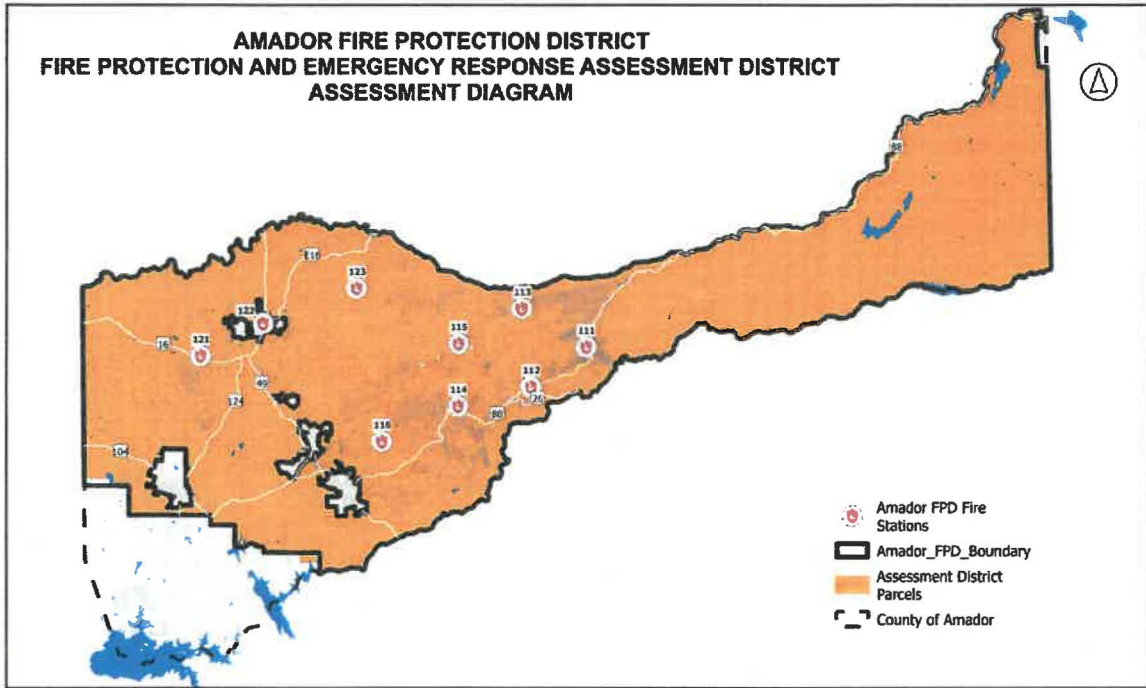 AMADOR FIRE PROTECTION DISTRICT
FIRE PROTECTION AND EMERGENCY RESPONSE ASSESSMENT DISTRICT
ASSESSMENT DIAGRAM
88
E16
123
113
122
115
111
121
16
112
49
26
124
114
88
116
104
Amador FPD Fire
Stations
Amador_FPD_Boundary
Assessment District
Parcels
County of Amador